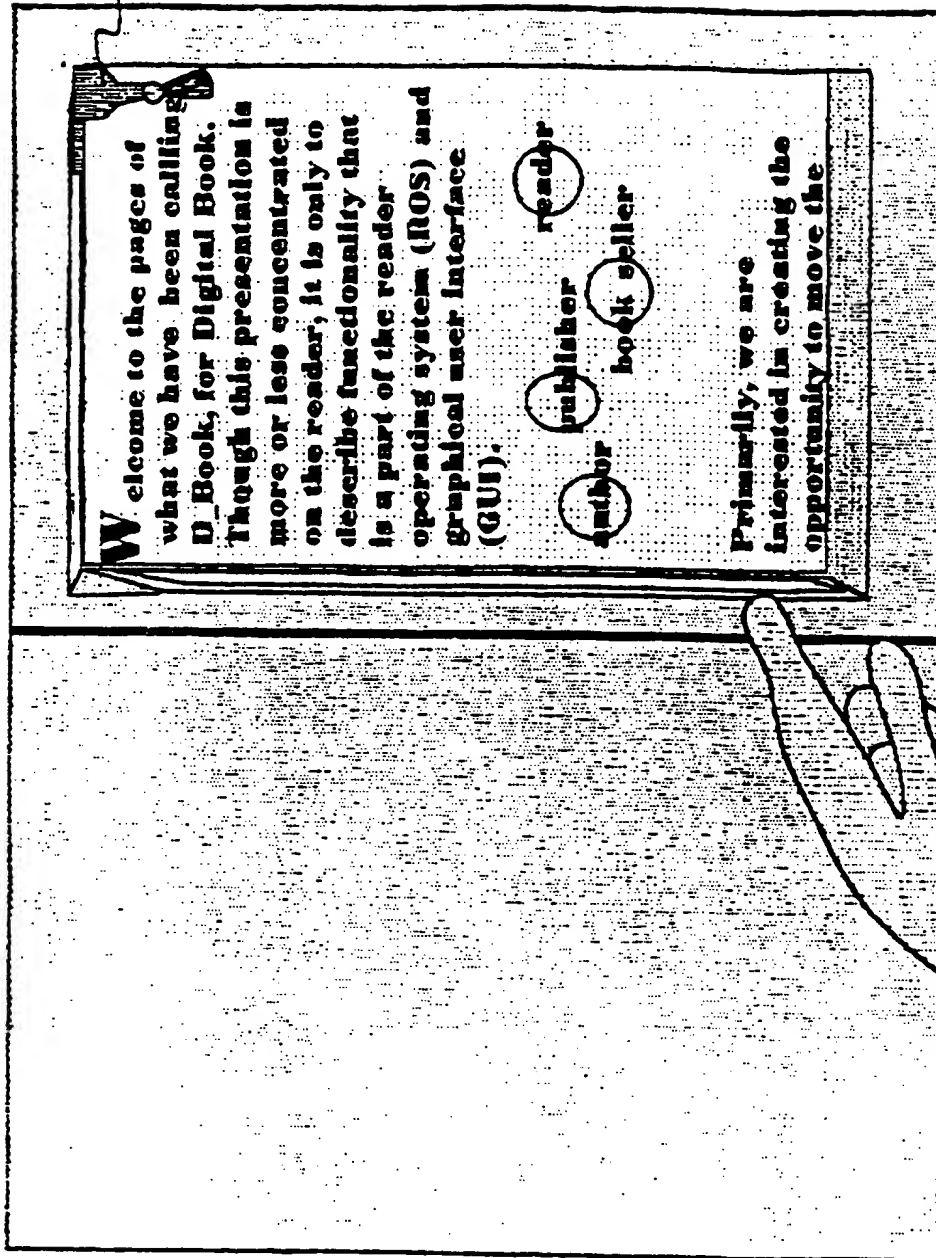 Welcome to the pages of
what we have been calling
D_Book, for Digital Book.
Though this presentation is
more or less concentrated
on the reader, it is only to
describe functionality that
is a part of the reader
operating system (ROS) and
graphical user interface
(GUI).
author publisher book seller reader
Primarily, we are
interested in creating the
opportunity to move the